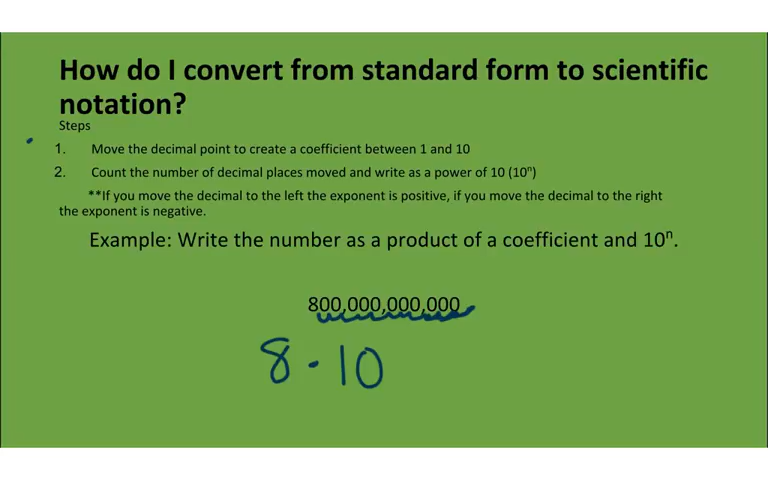 How do I convert from standard form to scientific
notation?
Steps
1. Move the decimal point to create a coefficient between 1 and 10
2. Count the number of decimal places moved and write as a power of 10 (10ⁿ)
**If you move the decimal to the left the exponent is positive, if you move the decimal to the right
the exponent is negative.
Example: Write the number as a product of a coefficient and 10ⁿ.
800,000,000,000
8 · 10